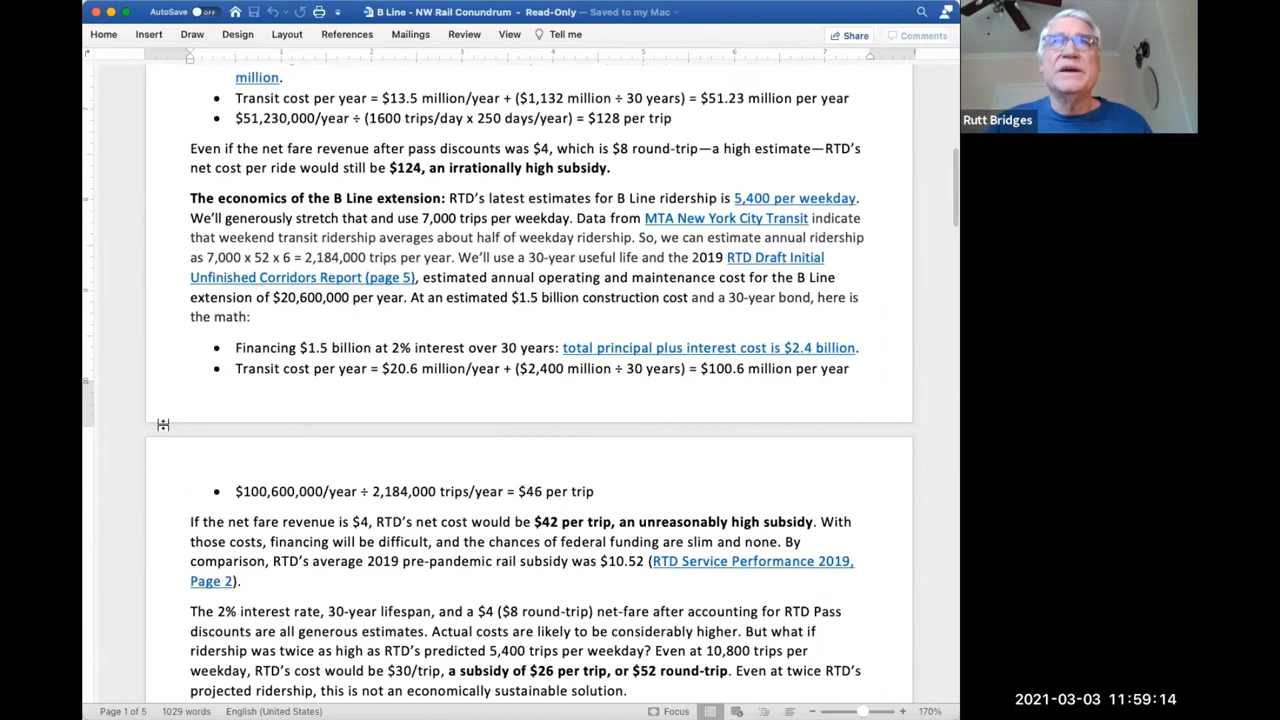 AutoSave OFF B Line - NW Rail Conundrum - Read-Only — Saved to my Mac
Home Insert Draw Design Layout References Mailings Review View Tell me Share Comments
1 2 3 4 5 6 7
million.
• Transit cost per year = $13.5 million/year + ($1,132 million ÷ 30 years) = $51.23 million per year
• $51,230,000/year ÷ (1600 trips/day x 250 days/year) = $128 per trip
Even if the net fare revenue after pass discounts was $4, which is $8 round-trip—a high estimate—RTD's
net cost per ride would still be $124, an irrationally high subsidy.
The economics of the B Line extension: RTD's latest estimates for B Line ridership is 5,400 per weekday.
We'll generously stretch that and use 7,000 trips per weekday. Data from MTA New York City Transit indicate
that weekend transit ridership averages about half of weekday ridership. So, we can estimate annual ridership
as 7,000 x 52 x 6 = 2,184,000 trips per year. We'll use a 30-year useful life and the 2019 RTD Draft Initial
Unfinished Corridors Report (page 5), estimated annual operating and maintenance cost for the B Line
extension of $20,600,000 per year. At an estimated $1.5 billion construction cost and a 30-year bond, here is
the math:
• Financing $1.5 billion at 2% interest over 30 years: total principal plus interest cost is $2.4 billion.
• Transit cost per year = $20.6 million/year + ($2,400 million ÷ 30 years) = $100.6 million per year
• $100,600,000/year ÷ 2,184,000 trips/year = $46 per trip
If the net fare revenue is $4, RTD's net cost would be $42 per trip, an unreasonably high subsidy. With
those costs, financing will be difficult, and the chances of federal funding are slim and none. By
comparison, RTD's average 2019 pre-pandemic rail subsidy was $10.52 (RTD Service Performance 2019,
Page 2).
The 2% interest rate, 30-year lifespan, and a $4 ($8 round-trip) net-fare after accounting for RTD Pass
discounts are all generous estimates. Actual costs are likely to be considerably higher. But what if
ridership was twice as high as RTD's predicted 5,400 trips per weekday? Even at 10,800 trips per
weekday, RTD's cost would be $30/trip, a subsidy of $26 per trip, or $52 round-trip. Even at twice RTD's
projected ridership, this is not an economically sustainable solution.
Page 1 of 5 1029 words English (United States) Focus 170%
Rutt Bridges
2021-03-03 11:59:14